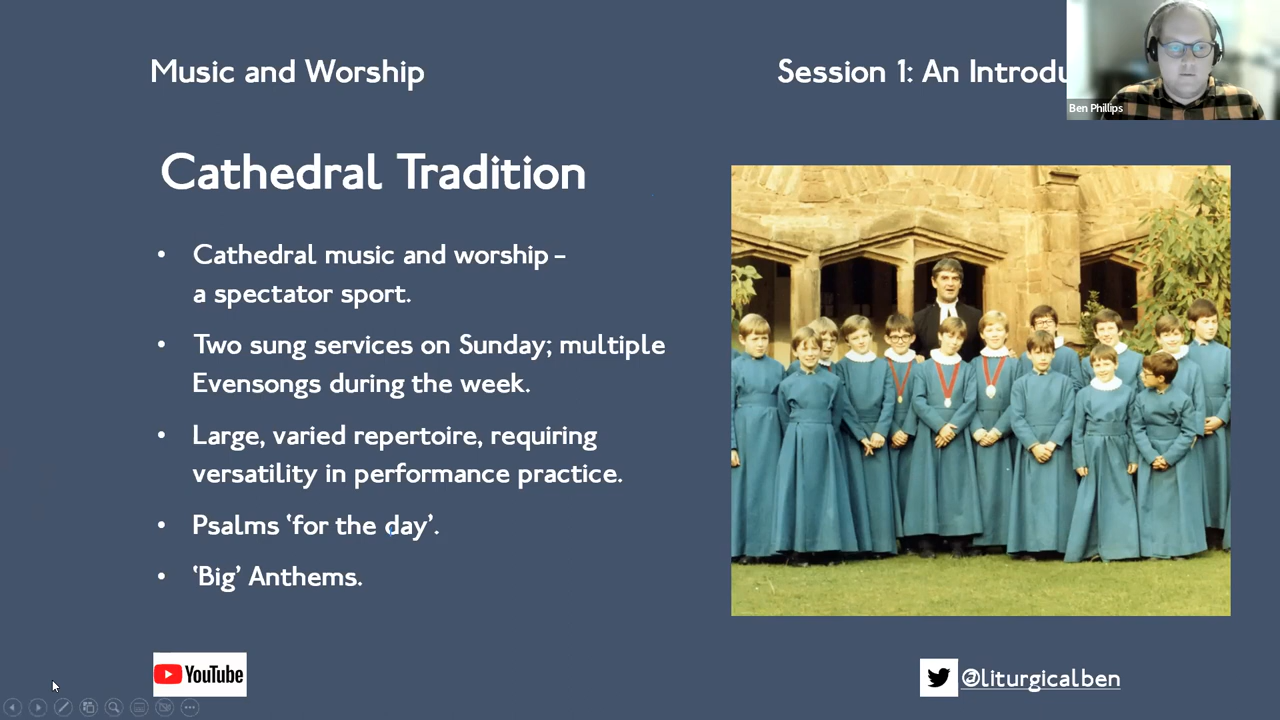 Music and Worship
Session 1: An Introdu
Ben Phillips
Cathedral Tradition
• Cathedral music and worship –
a spectator sport.
• Two sung services on Sunday; multiple
Evensongs during the week.
• Large, varied repertoire, requiring
versatility in performance practice.
• Psalms ‘for the day’.
• ‘Big’ Anthems.
YouTube
@liturgicalben